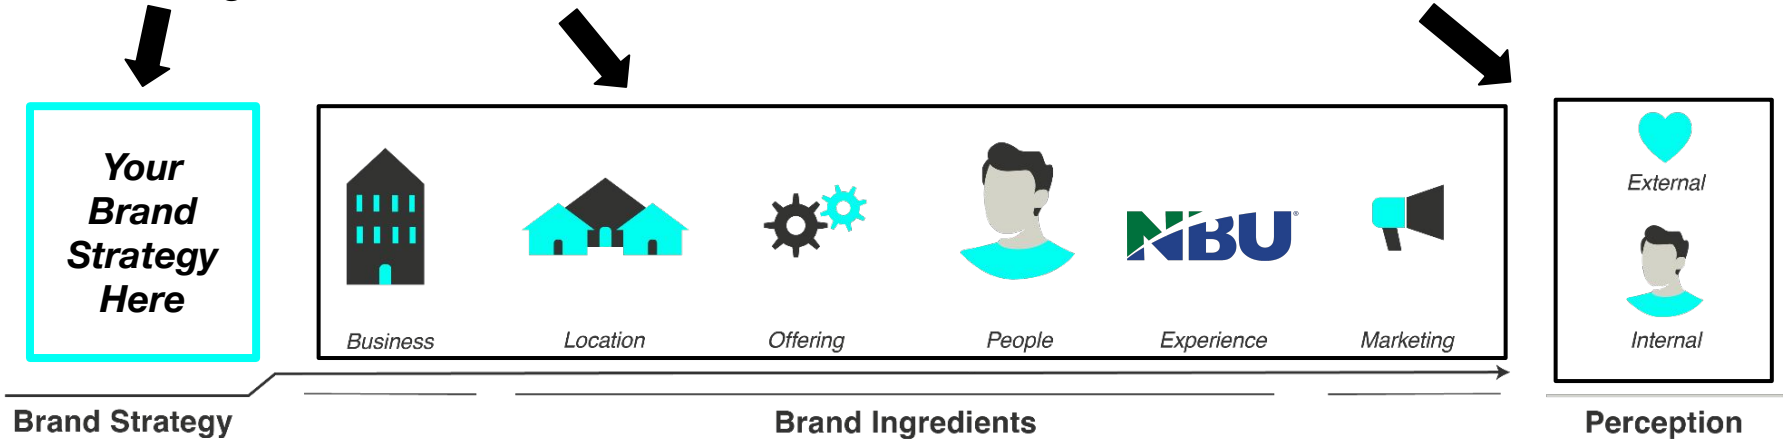 Your
Brand
Strategy
Here
NBU®
Business
Location
Offering
People
Experience
Marketing
External
Internal
Brand Strategy
Brand Ingredients
Perception